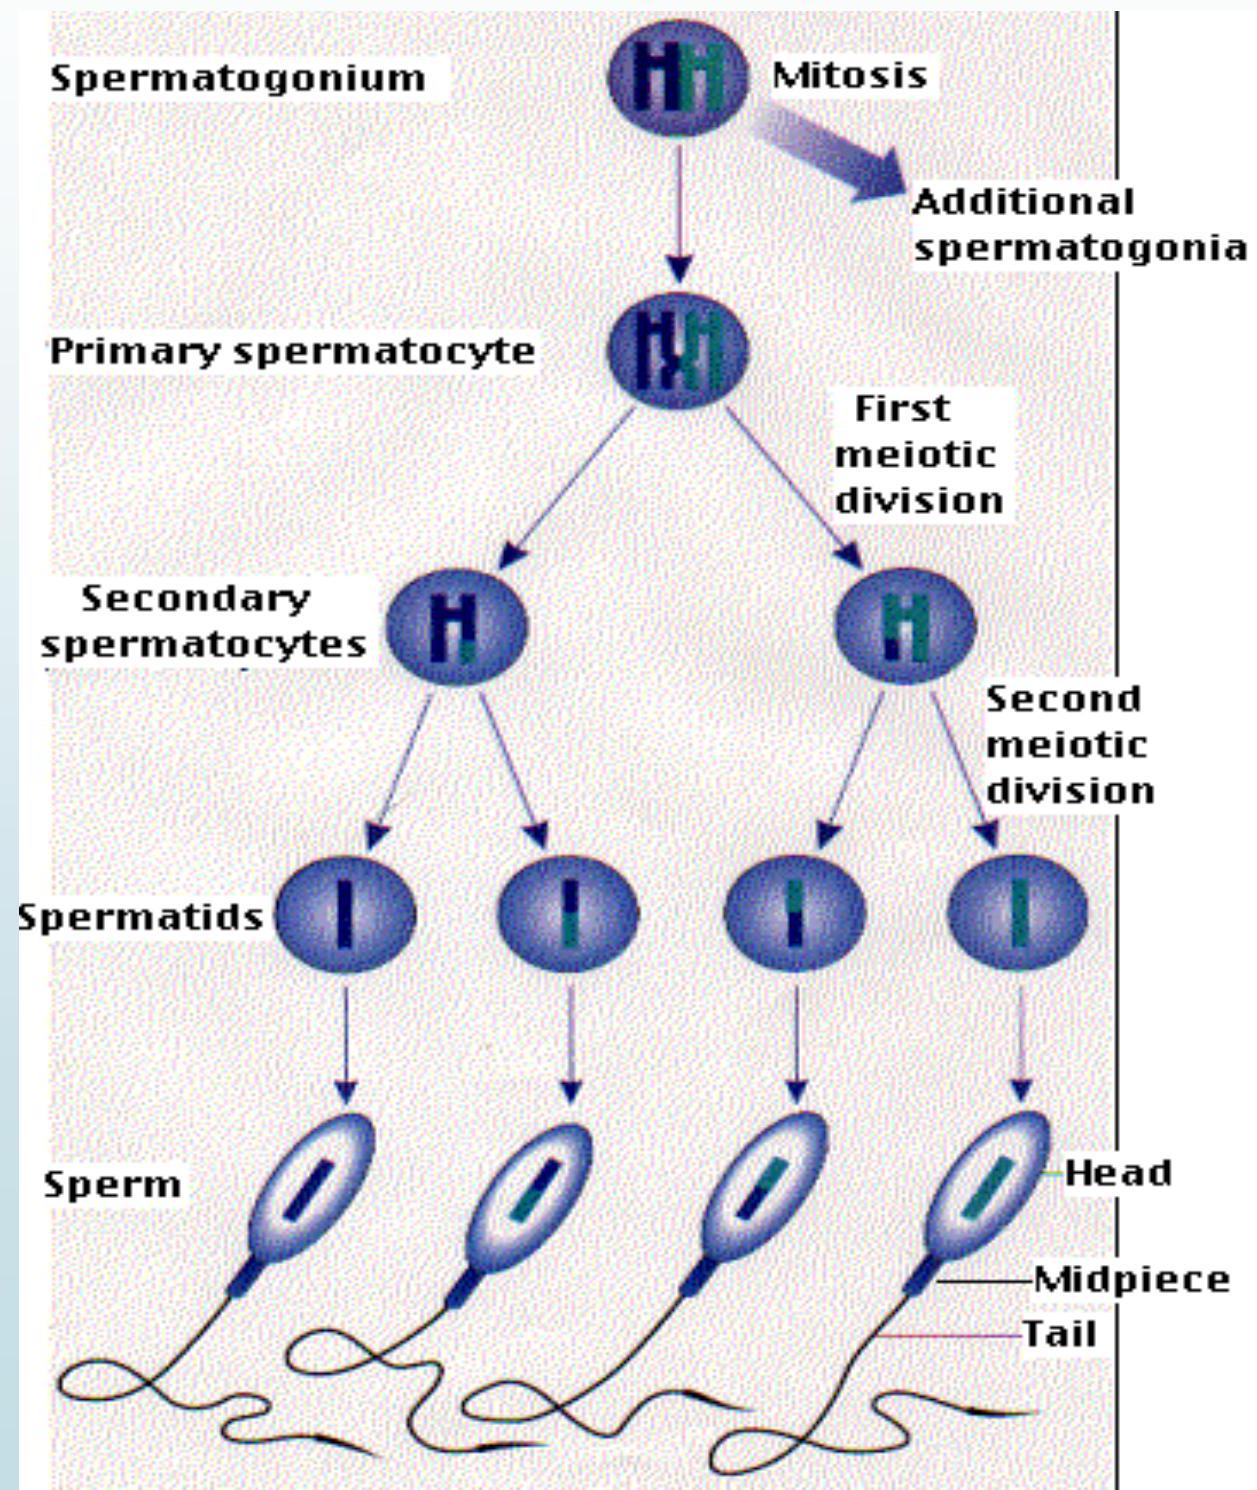 Spermatogonium
Mitosis
Additional
spermatogonia
Primary spermatocyte
First
meiotic
division
Secondary
spermatocytes
Second
meiotic
division
Spermatids
Sperm
Head
Midpiece
Tail